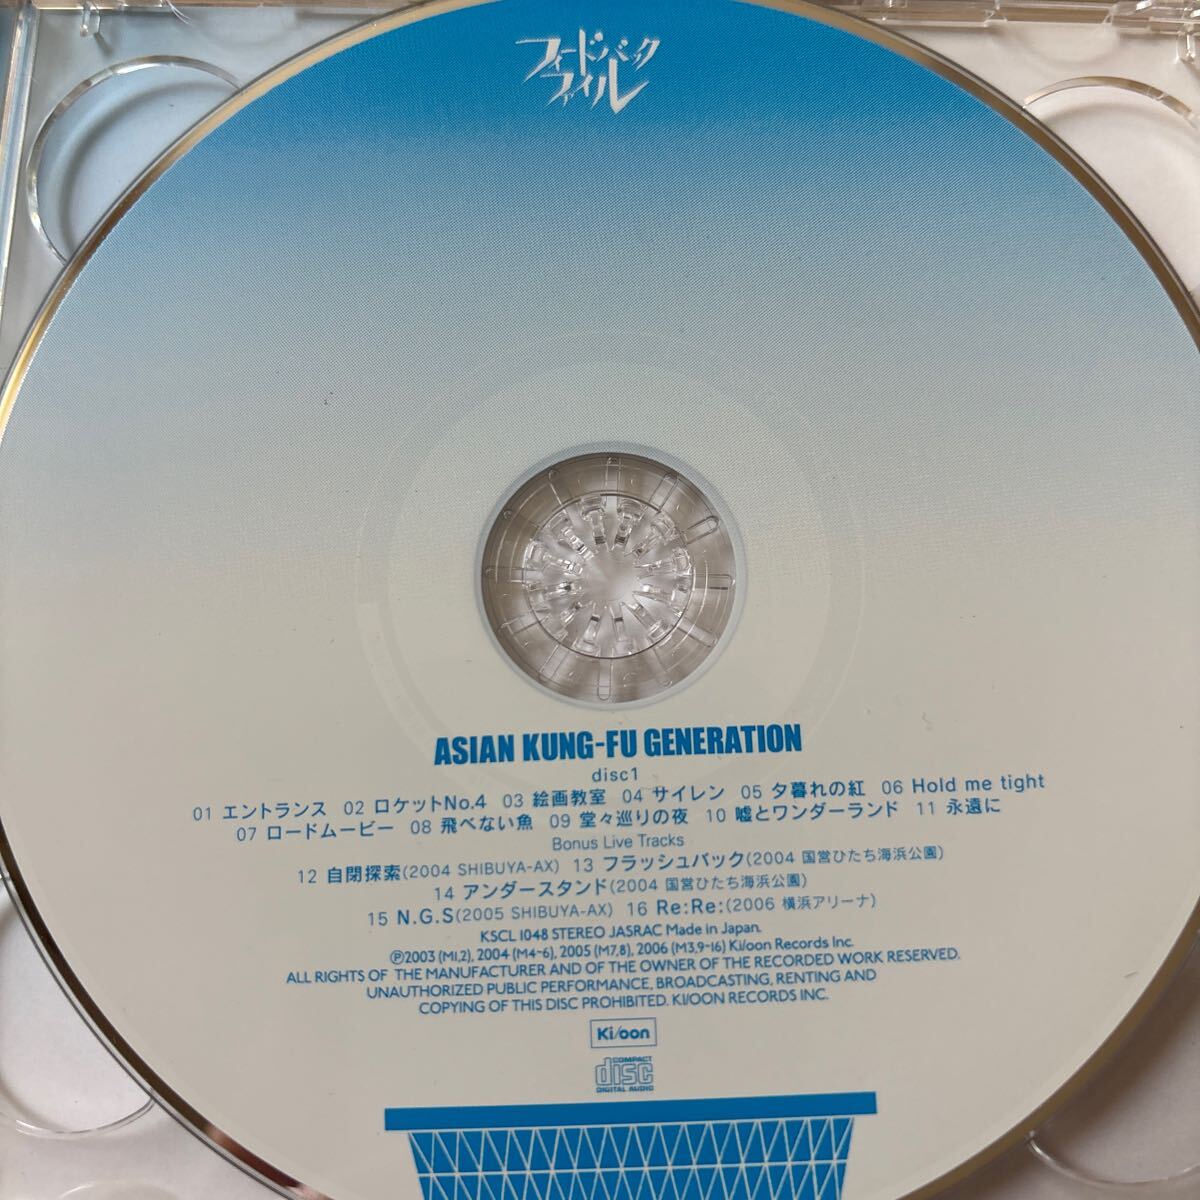 フィードバック
ファイル
ASIAN KUNG-FU GENERATION
disc1
01 エントランス 02 ロケットNo.4 03 絵画教室 04 サイレン 05 夕暮れの紅 06 Hold me tight
07 ロードムービー 08 飛べない魚 09 堂々巡りの夜 10 嘘とワンダーランド 11 永遠に
Bonus Live Tracks
12 自閉探索(2004 SHIBUYA-AX) 13 フラッシュバック(2004 国営ひたち海浜公園)
14 アンダースタンド(2004 国営ひたち海浜公園)
15 N.G.S(2005 SHIBUYA-AX) 16 Re:Re:(2006 横浜アリーナ)
KSCL 1048 STEREO JASRAC Made in Japan.
℗2003 (M1,2), 2004 (M4-6), 2005 (M7,8), 2006 (M3,9-16) Ki/oon Records Inc.
ALL RIGHTS OF THE MANUFACTURER AND OF THE OWNER OF THE RECORDED WORK RESERVED.
UNAUTHORIZED PUBLIC PERFORMANCE, BROADCASTING, RENTING AND
COPYING OF THIS DISC PROHIBITED. KI/OON RECORDS INC.
Ki/oon
COMPACT
disc
DIGITAL AUDIO